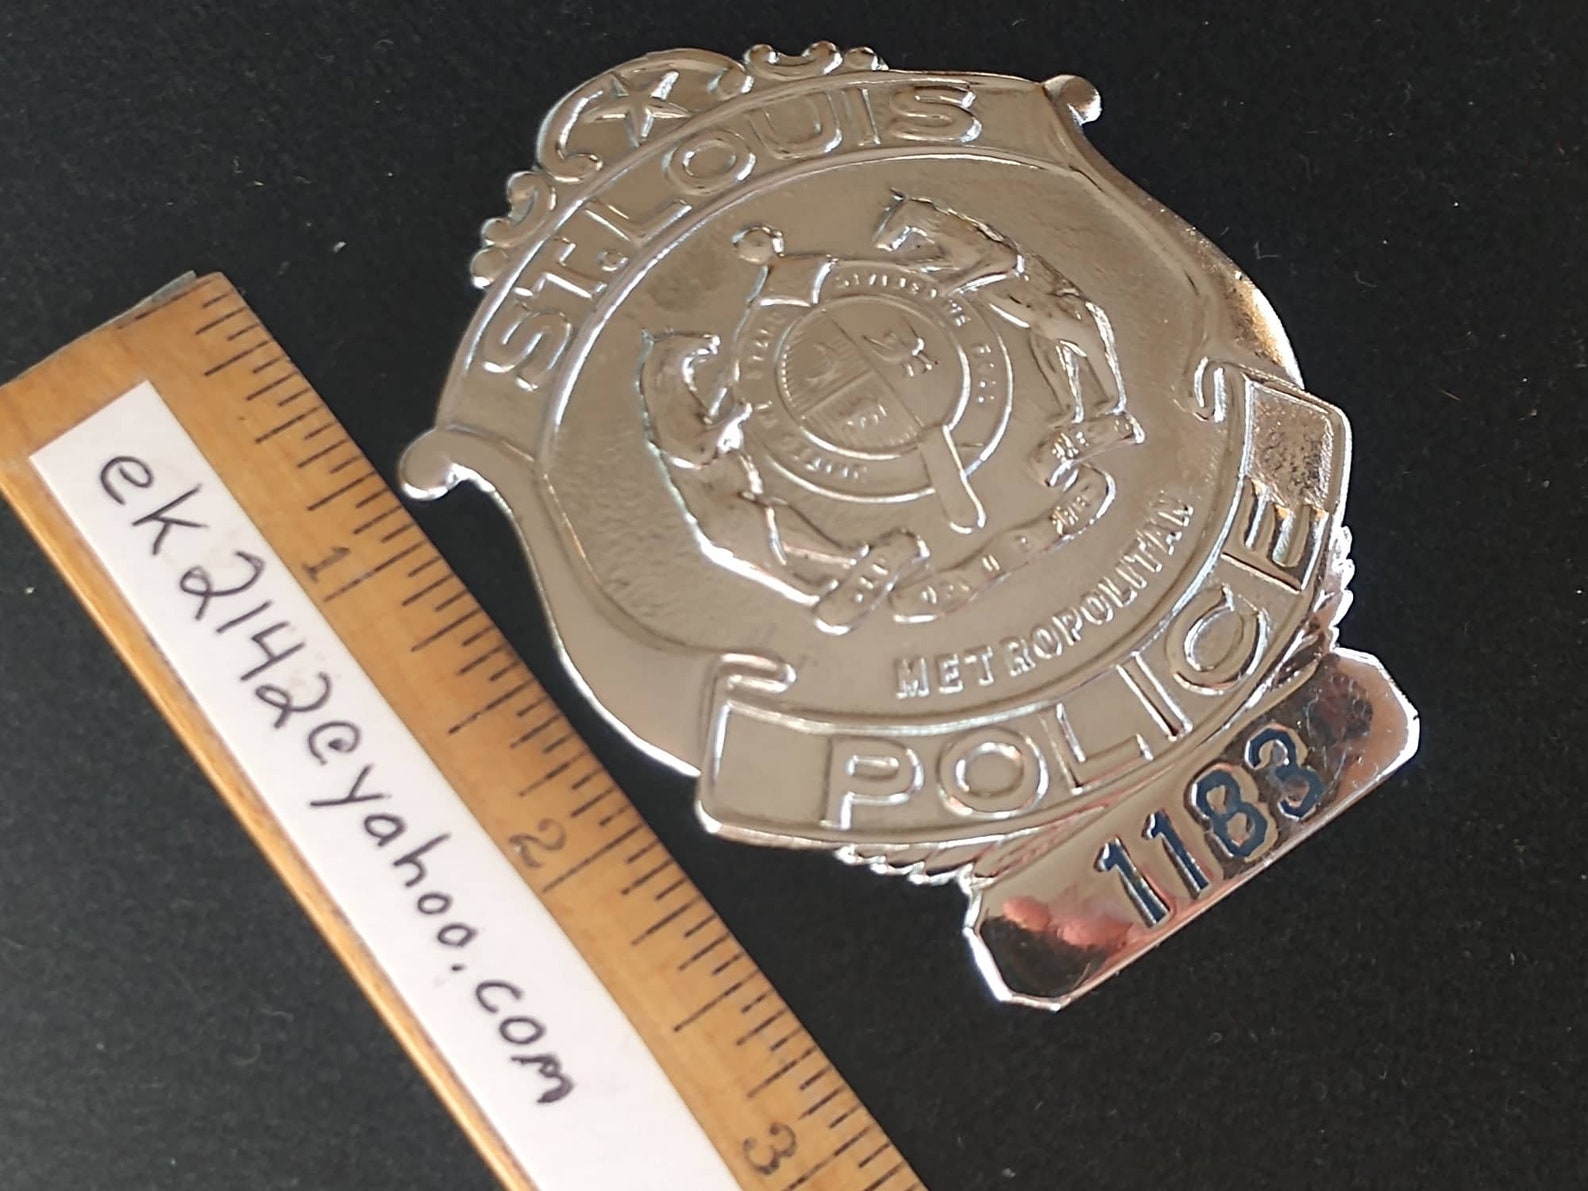 ST. LOUIS
METROPOLITAN
POLICE
1183
1
2
3
ek2142@yahoo.com